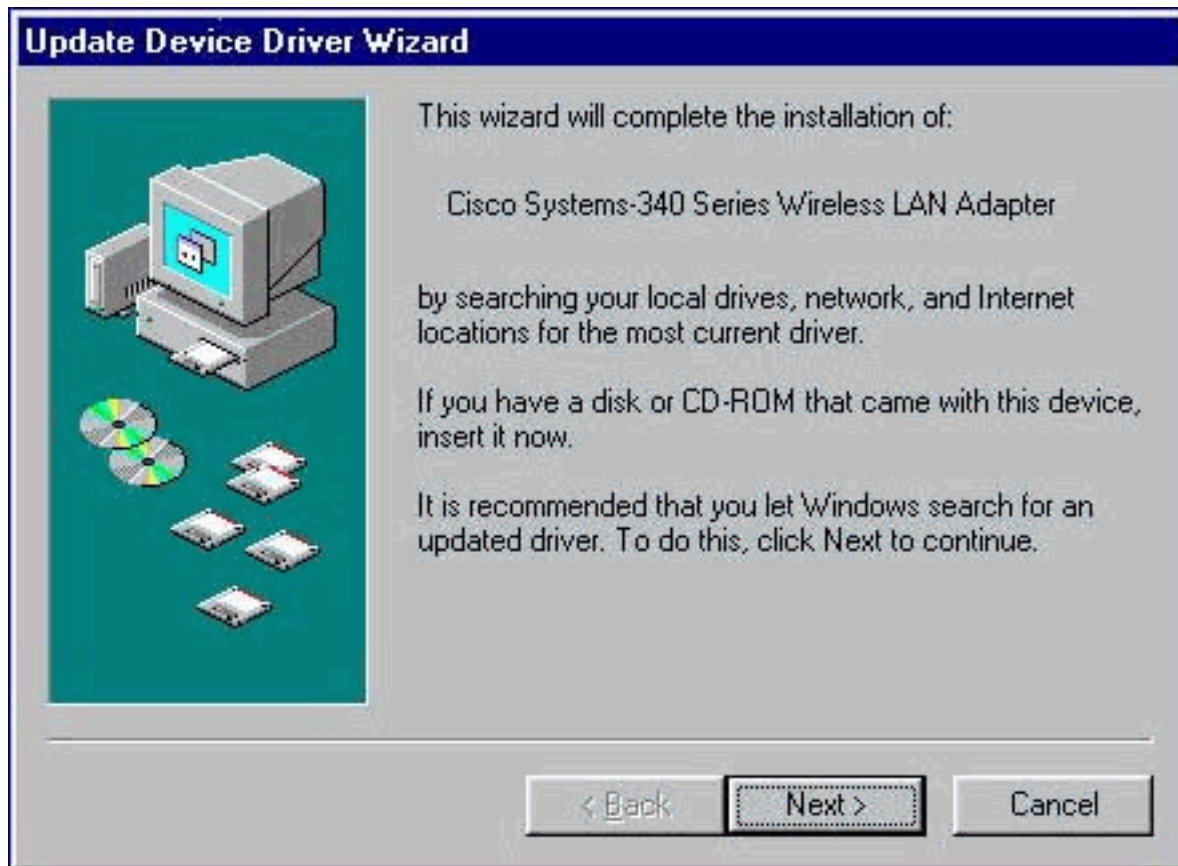 Update Device Driver Wizard
This wizard will complete the installation of:
Cisco Systems-340 Series Wireless LAN Adapter
by searching your local drives, network, and Internet
locations for the most current driver.
If you have a disk or CD-ROM that came with this device,
insert it now.
It is recommended that you let Windows search for an
updated driver. To do this, click Next to continue.
< Back
Next >
Cancel